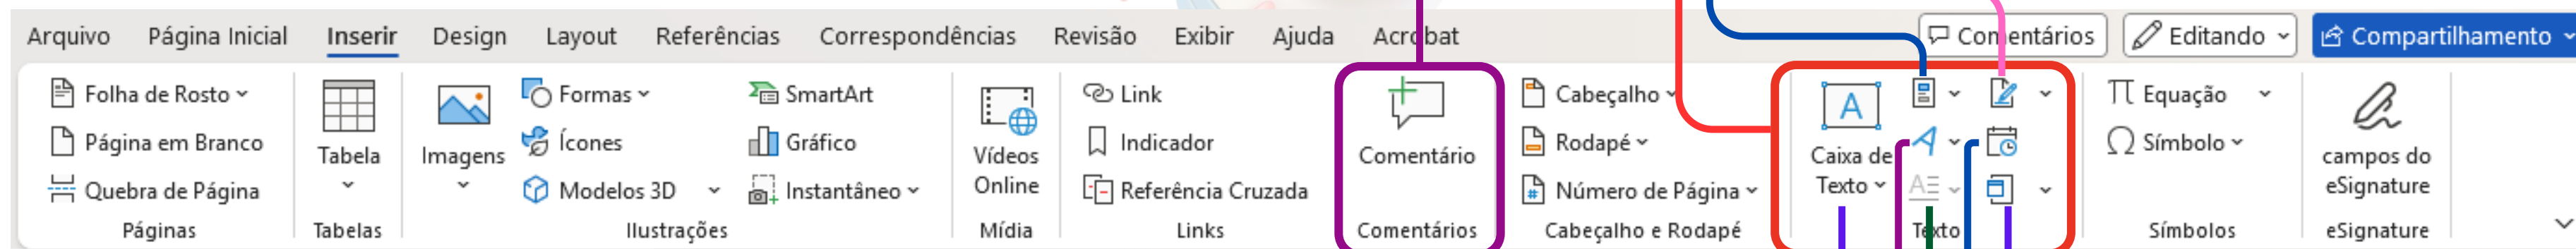 Arquivo Página Inicial Inserir Design Layout Referências Correspondências Revisão Exibir Ajuda Acrobat Comentários Editando Compartilhamento
Folha de Rosto
Página em Branco
Quebra de Página
Páginas
Tabela
Tabelas
Imagens
Formas
Ícones
Modelos 3D
SmartArt
Gráfico
Instantâneo
Ilustrações
Vídeos
Online
Mídia
Link
Indicador
Referência Cruzada
Links
Comentário
Comentários
Cabeçalho
Rodapé
Número de Página
Cabeçalho e Rodapé
A
Caixa de
Texto
A
A
Texto
π Equação
Ω Símbolo
Símbolos
campos do
eSignature
eSignature